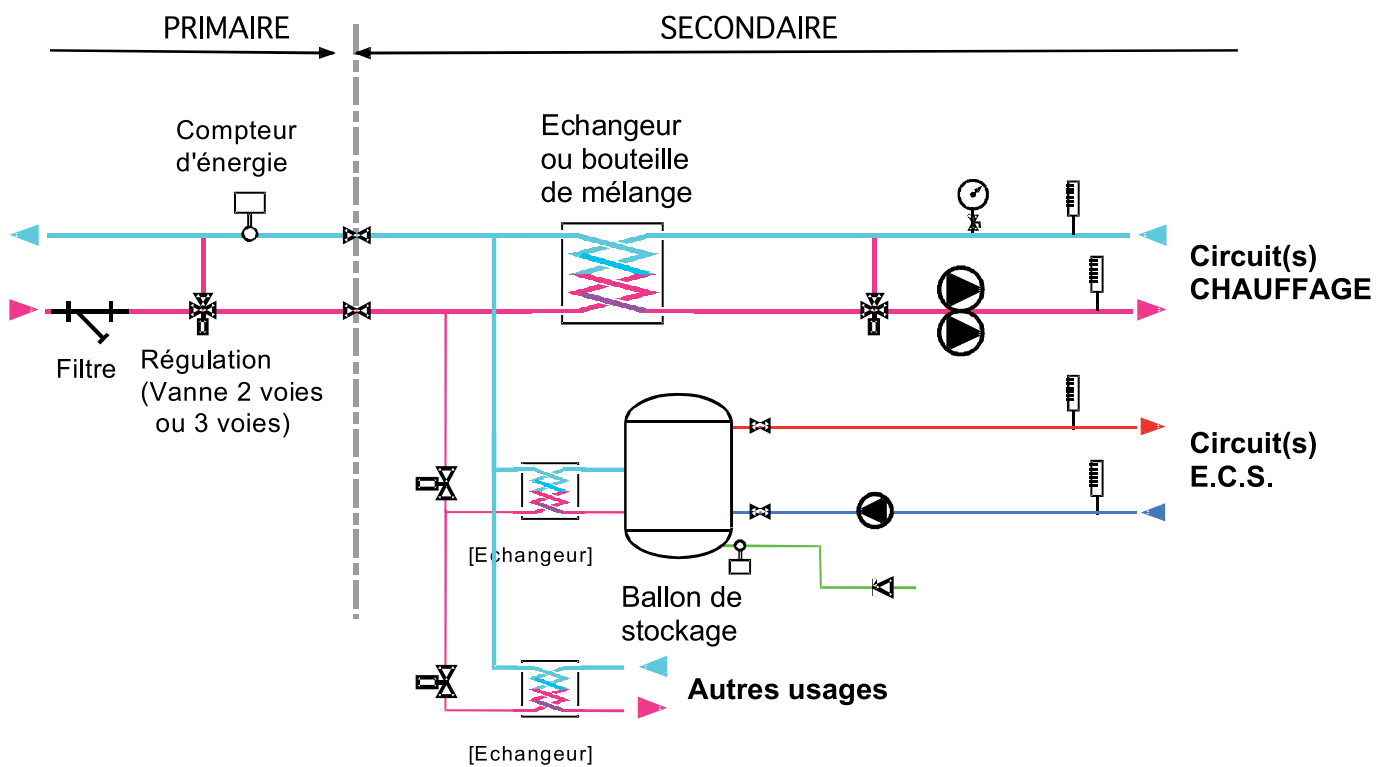 PRIMAIRE
SECONDAIRE
Compteur
d'énergie
Echangeur
ou bouteille
de mélange
Circuit(s)
CHAUFFAGE
Filtre
Régulation
(Vanne 2 voies
ou 3 voies)
Circuit(s)
E.C.S.
[Echangeur]
Ballon de
stockage
Autres usages
[Echangeur]